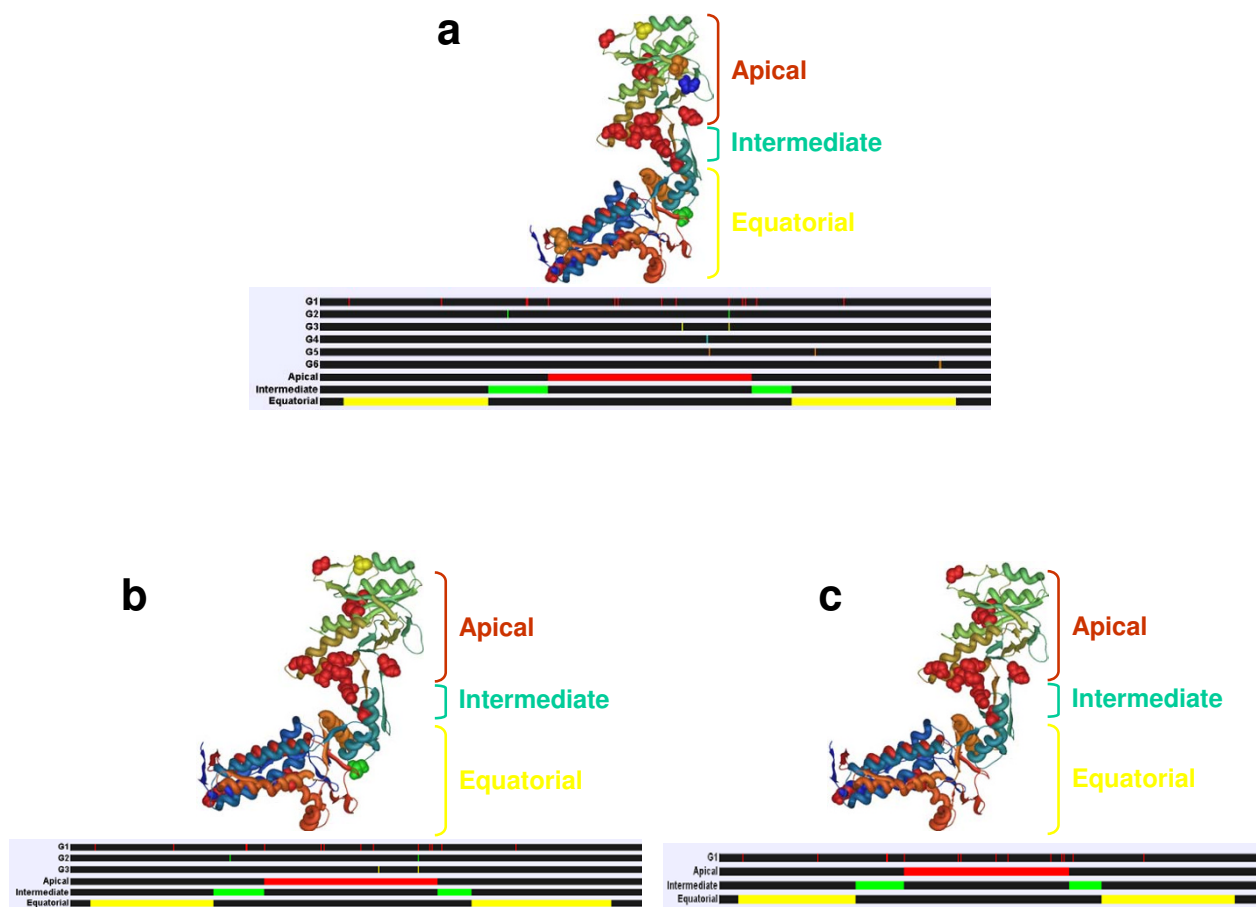 a
Apical
Intermediate
Equatorial
G1
G2
G3
G4
G5
G6
Apical
Intermediate
Equatorial
b
Apical
Intermediate
Equatorial
G1
G2
G3
Apical
Intermediate
Equatorial
c
Apical
Intermediate
Equatorial
G1
Apical
Intermediate
Equatorial